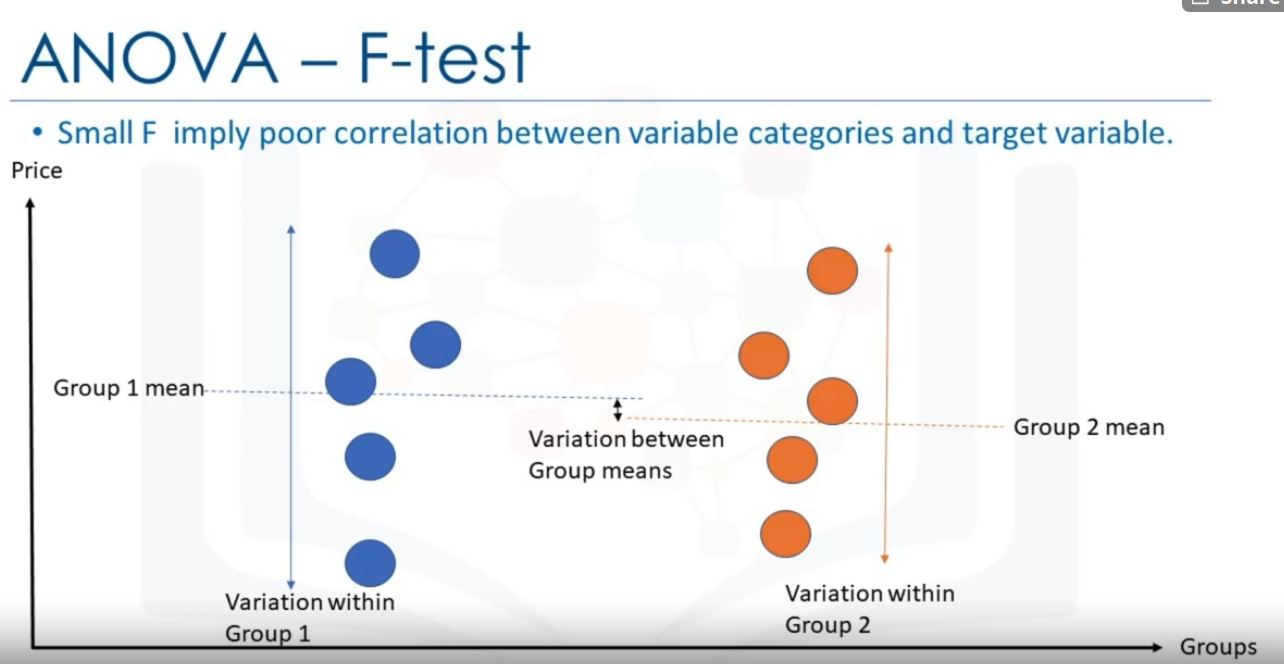 Share
ANOVA – F-test
• Small F imply poor correlation between variable categories and target variable.
Price
Group 1 mean
Variation between
Group means
Group 2 mean
Variation within
Group 1
Variation within
Group 2
Groups